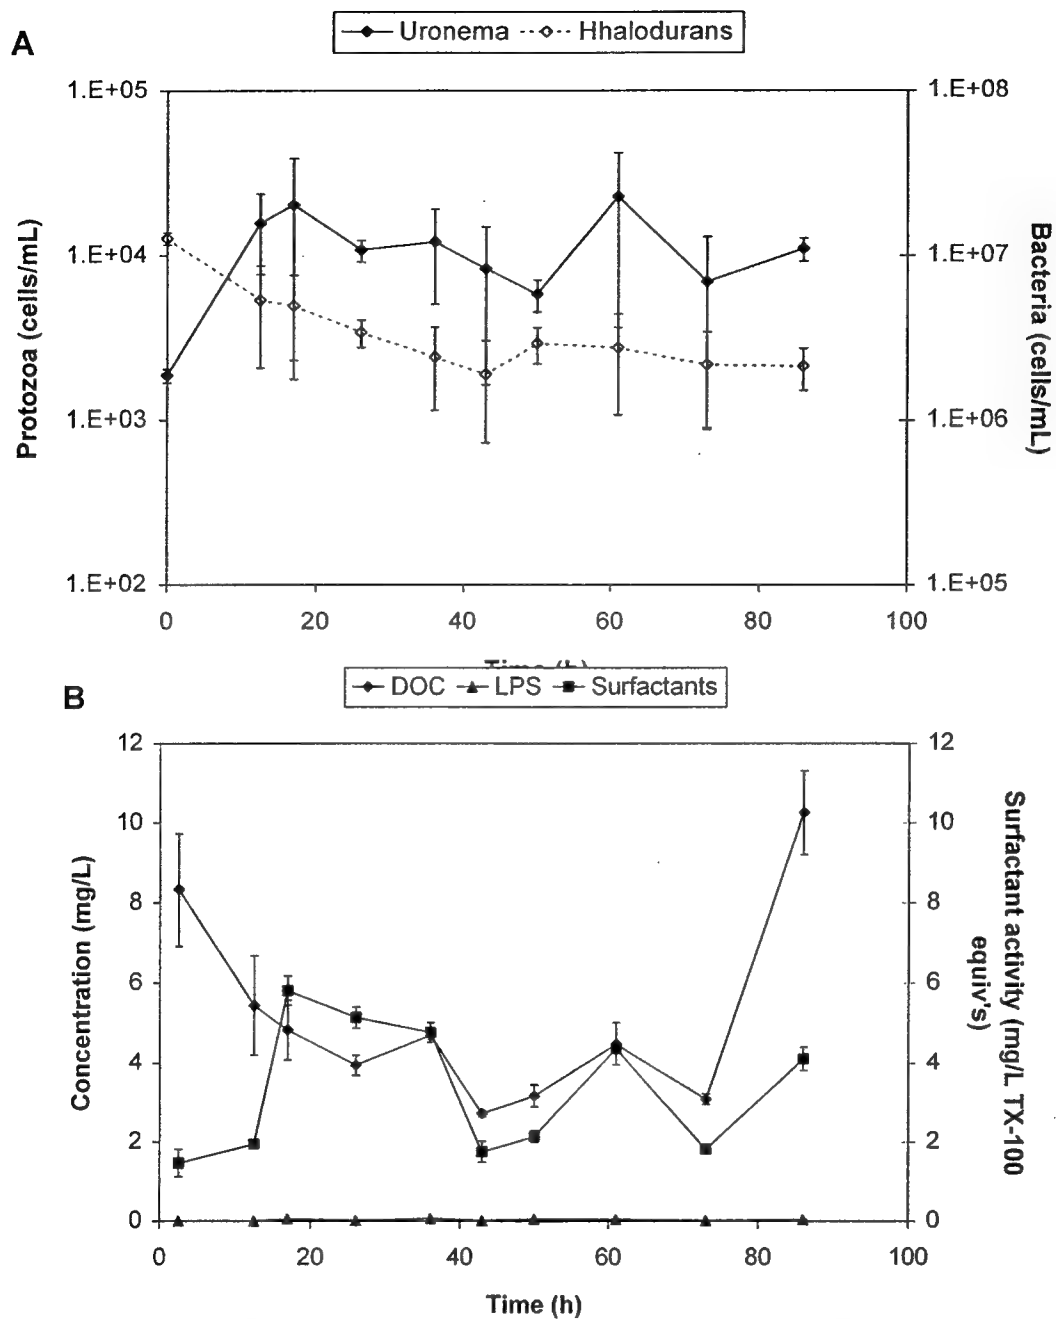 A
Uronema Hhalodurans
1.E+05
1.E+04
1.E+03
1.E+02
Protozoa (cells/mL)
1.E+08
1.E+07
1.E+06
1.E+05
Bacteria (cells/mL)
0 20 40 60 80 100
Time (h)
B
DOC LPS Surfactants
12
10
8
6
4
2
0
Concentration (mg/L)
12
10
8
6
4
2
0
Surfactant activity (mg/L TX-100
equiv's)
0 20 40 60 80 100
Time (h)